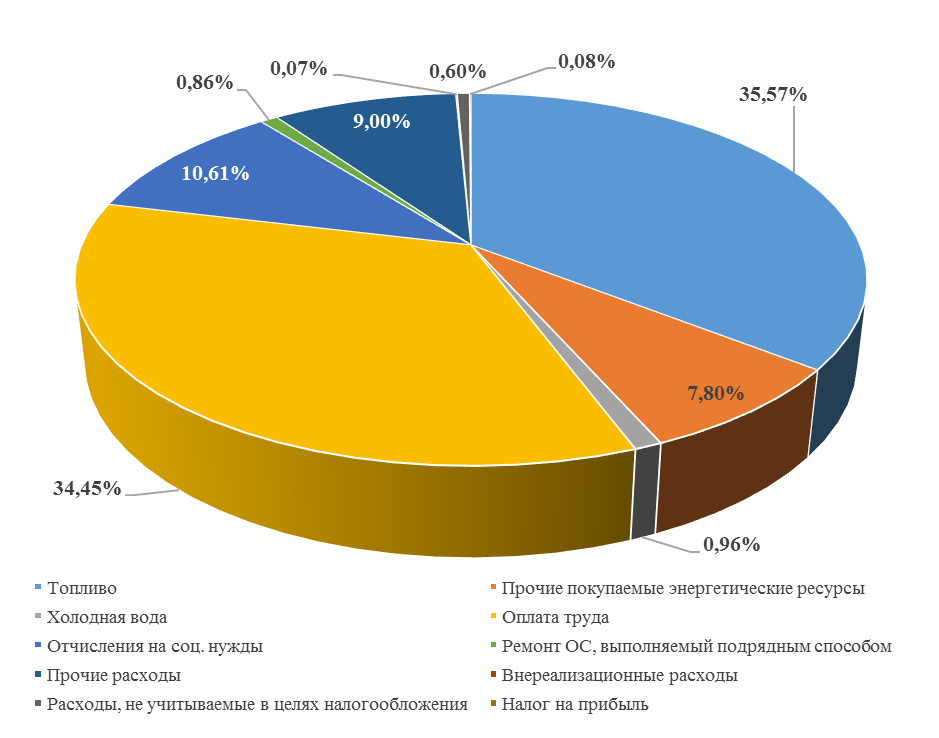 0,60%
0,08%
0,07%
0,86%
35,57%
9,00%
10,61%
7,80%
34,45%
0,96%
Топливо
Прочие покупаемые энергетические ресурсы
Холодная вода
Оплата труда
Отчисления на соц. нужды
Ремонт ОС, выполняемый подрядным способом
Прочие расходы
Внереализационные расходы
Расходы, не учитываемые в целях налогообложения
Налог на прибыль